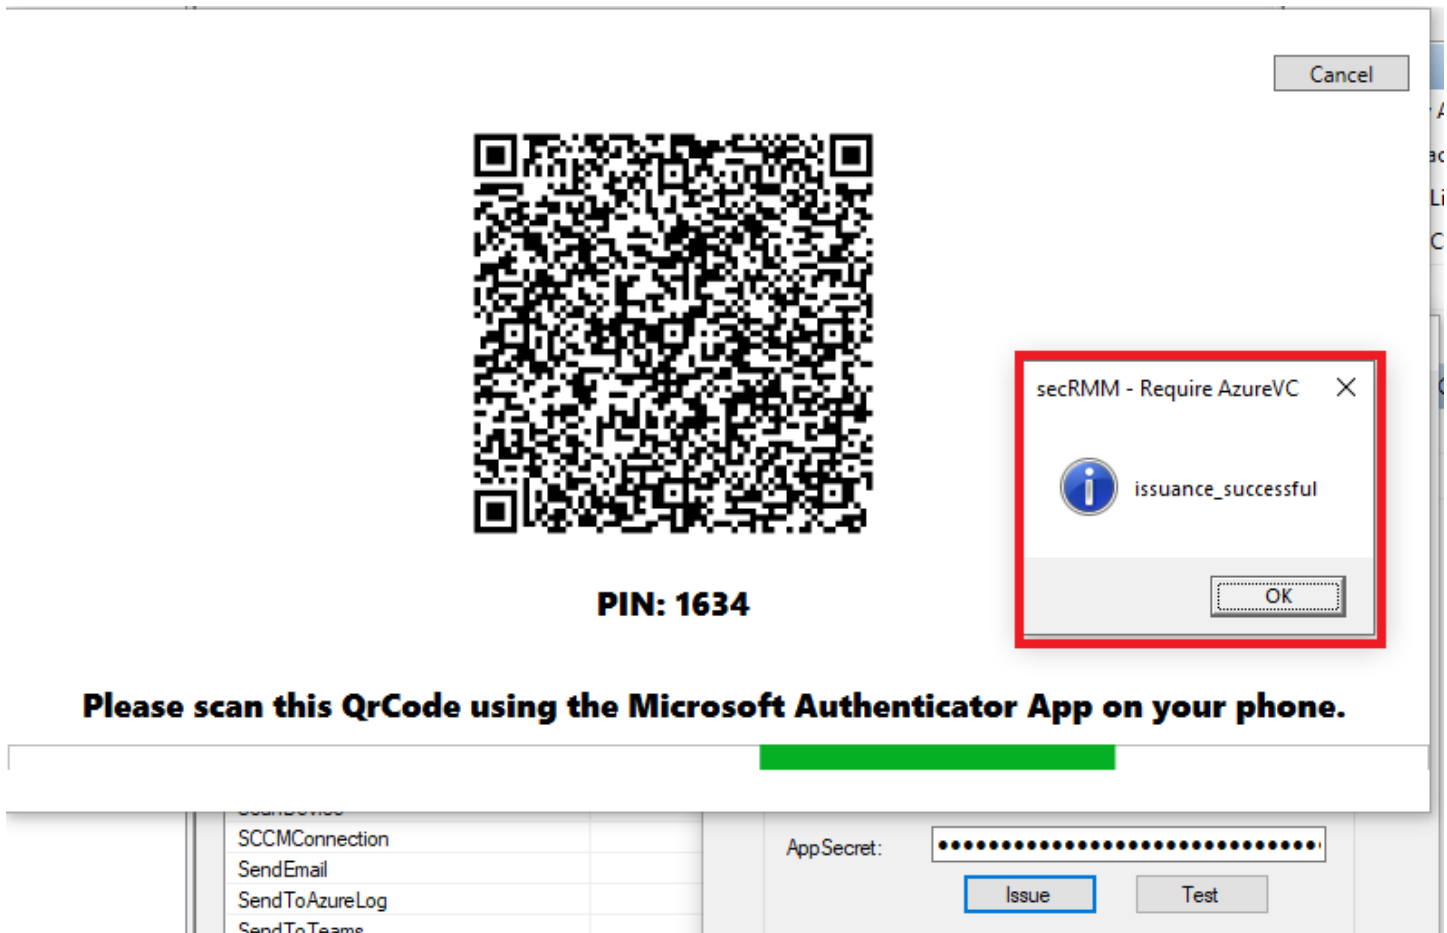 Cancel
secRMM - Require AzureVC
issuance_successful
OK
PIN: 1634
Please scan this QrCode using the Microsoft Authenticator App on your phone.
SCCMConnection
SendEmail
SendToAzureLog
SendToTeams
AppSecret:
Issue
Test